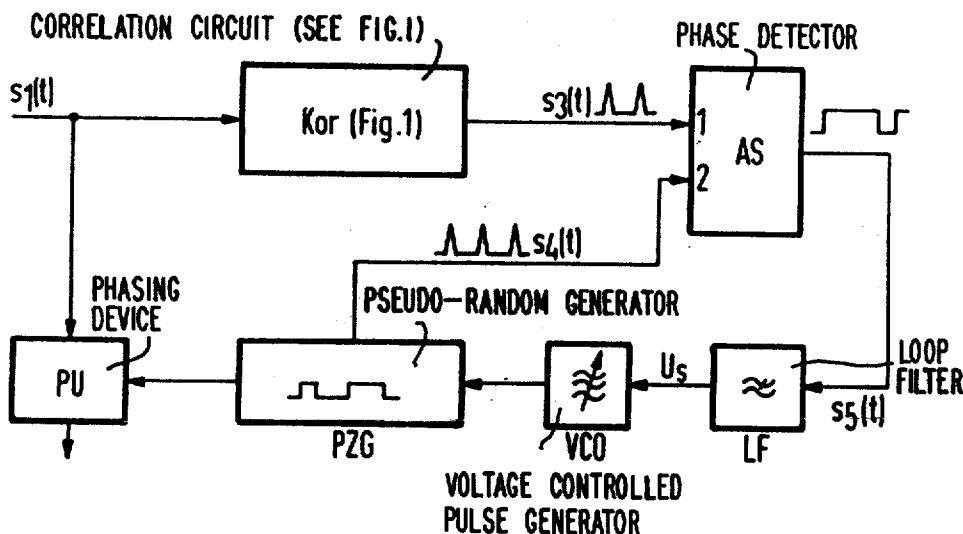 CORRELATION CIRCUIT (SEE FIG.1)
PHASE DETECTOR
s1(t)
Kor (Fig.1)
s3(t)
1
AS
2
s4(t)
PHASING
DEVICE
PSEUDO-RANDOM GENERATOR
PU
Us
LOOP
FILTER
s5(t)
PZG
VCO
LF
VOLTAGE CONTROLLED
PULSE GENERATOR